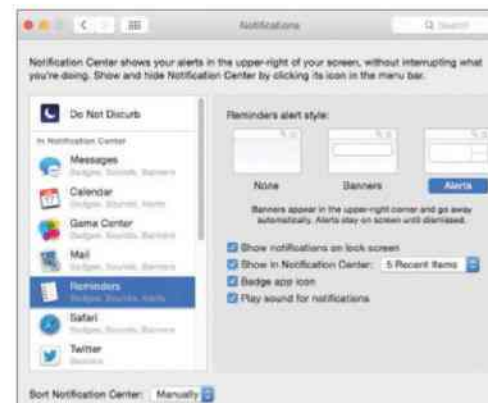 Notifications
Search
Notification Center shows your alerts in the upper-right of your screen, without interrupting what
you're doing. Show and hide Notification Center by clicking its icon in the menu bar.
Do Not Disturb
In Notification Center
Messages
Badges, Sounds, Banners
Calendar
Badges, Sounds, Alerts
Game Center
Badges, Sounds, Banners
Mail
Badges, Sounds, Banners
Reminders
Badges, Sounds, Alerts
Safari
Badges, Sounds, Banners
Twitter
Banners
Reminders alert style:
None
Banners
Alerts
Banners appear in the upper-right corner and go away
automatically. Alerts stay on screen until dismissed.
Show notifications on lock screen
Show in Notification Center: 5 Recent Items
Badge app icon
Play sound for notifications
Sort Notification Center: Manually